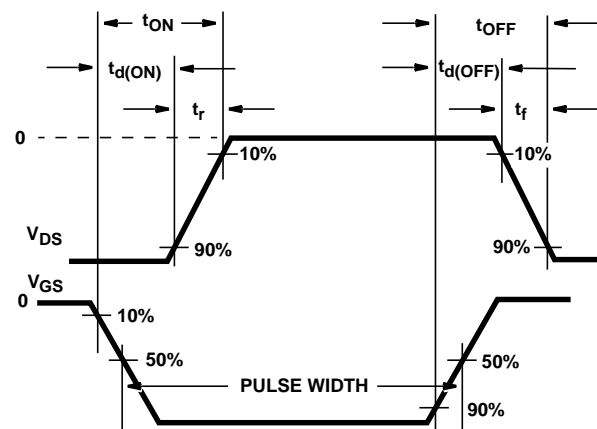 tON tOFF
td(ON) td(OFF)
tr tf
0
10% 10%
VDS 90% 90%
VGS
0
10%
50% 50%
PULSE WIDTH
90%